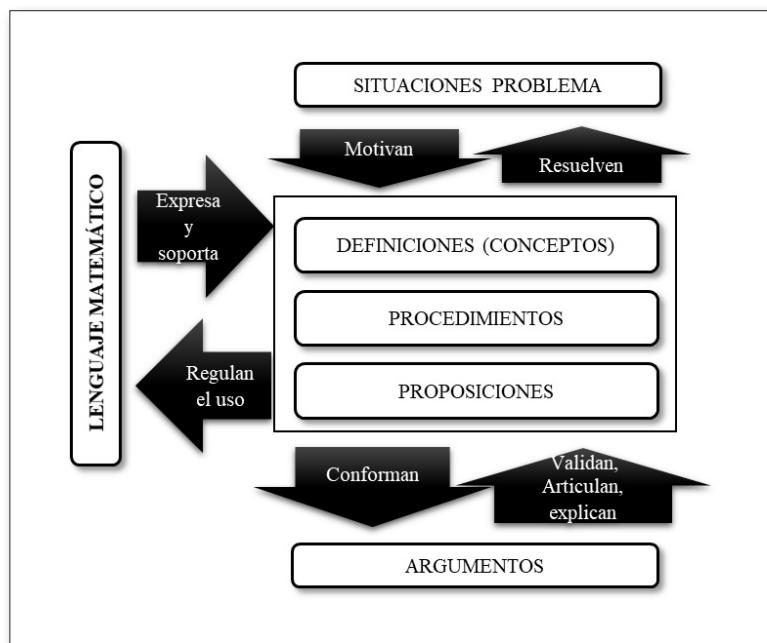 SITUACIONES PROBLEMA
Motivan
Resuelven
LENGUAJE MATEMÁTICO
Expresa
y
soporta
DEFINICIONES (CONCEPTOS)
PROCEDIMIENTOS
Regulan
el uso
PROPOSICIONES
Conforman
Validan,
Articulan,
explican
ARGUMENTOS